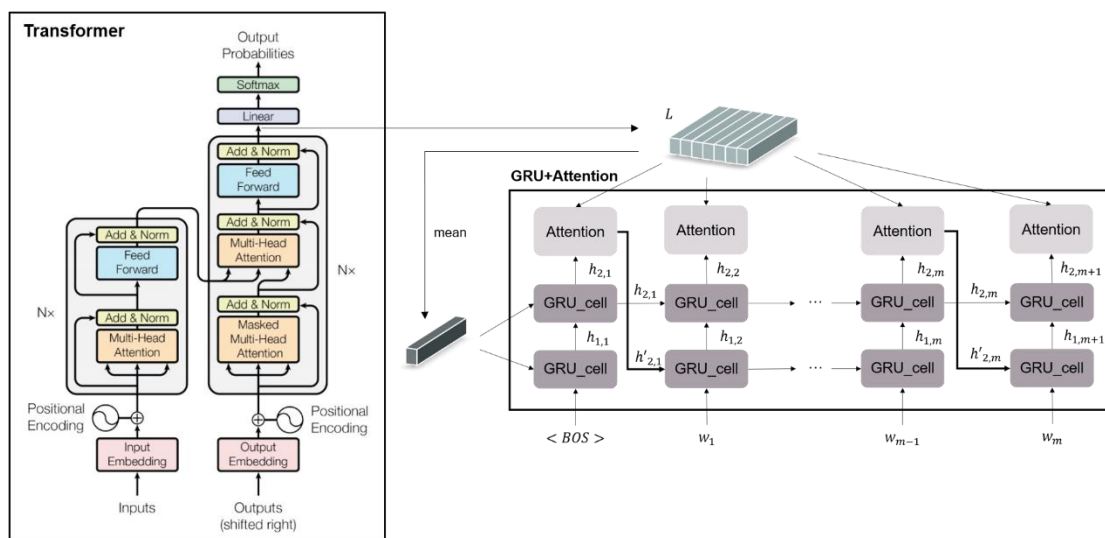 Transformer
Output
Probabilities
Softmax
Linear
Add & Norm
Feed
Forward
Add & Norm
Multi-Head
Attention
Add & Norm
Masked
Multi-Head
Attention
N×
Add & Norm
Feed
Forward
N×
Add & Norm
Multi-Head
Attention
Positional
Encoding
Positional
Encoding
Input
Embedding
Output
Embedding
Inputs
Outputs
(shifted right)
L
mean
GRU+Attention
Attention
Attention
Attention
Attention
h2,1
h2,2
h2,m
h2,m+1
GRU_cell
h2,1
GRU_cell
...
GRU_cell
h2,m
GRU_cell
h1,1
h1,2
h1,m
h1,m+1
GRU_cell
h'2,1
GRU_cell
...
GRU_cell
h'2,m
GRU_cell
< BOS >
w1
wm−1
wm